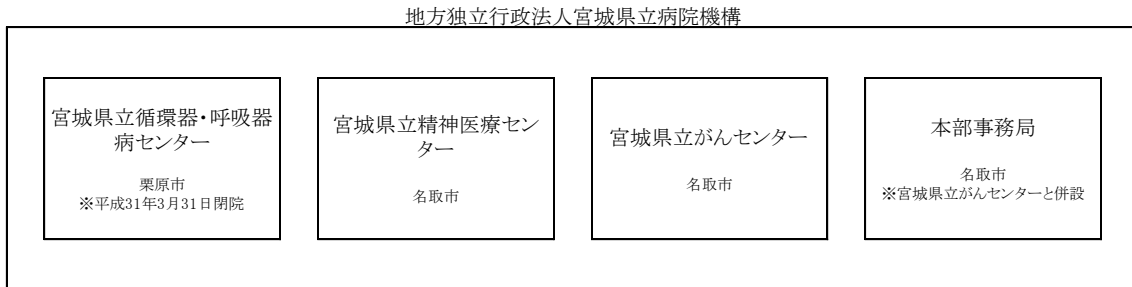 地方独立行政法人宮城県立病院機構
宮城県立循環器・呼吸器
病センター
栗原市
※平成31年3月31日閉院
宮城県立精神医療セン
ター
名取市
宮城県立がんセンター
名取市
本部事務局
名取市
※宮城県立がんセンターと併設